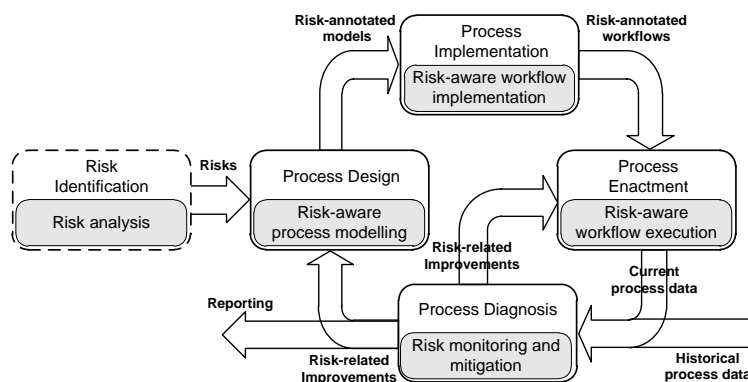 Risk-annotated
models
Process
Implementation
Risk-aware workflow
implementation
Risk-annotated
workflows
Risk
Identification
Risk analysis
Risks
Process Design
Risk-aware
process modelling
Process
Enactment
Risk-aware
workflow execution
Risk-related
Improvements
Current
process data
Process Diagnosis
Risk monitoring and
mitigation
Reporting
Risk-related
Improvements
Historical
process data